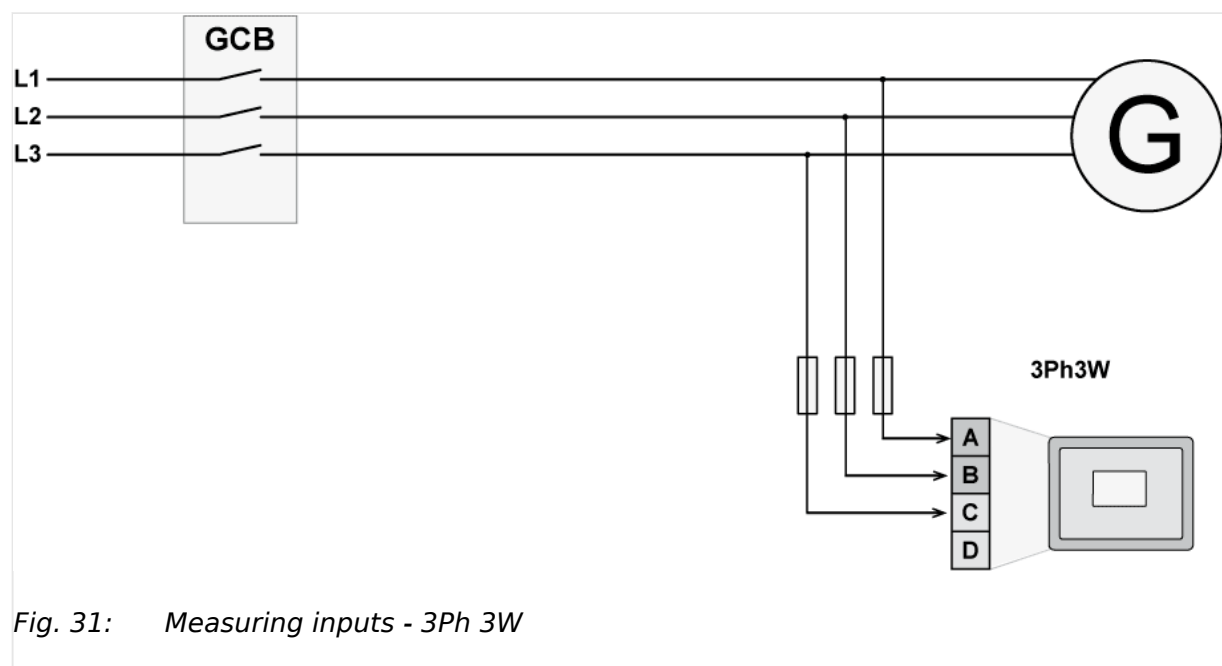 GCB
L1
L2
L3
G
3Ph3W
A
B
C
D
Fig. 31: Measuring inputs - 3Ph 3W